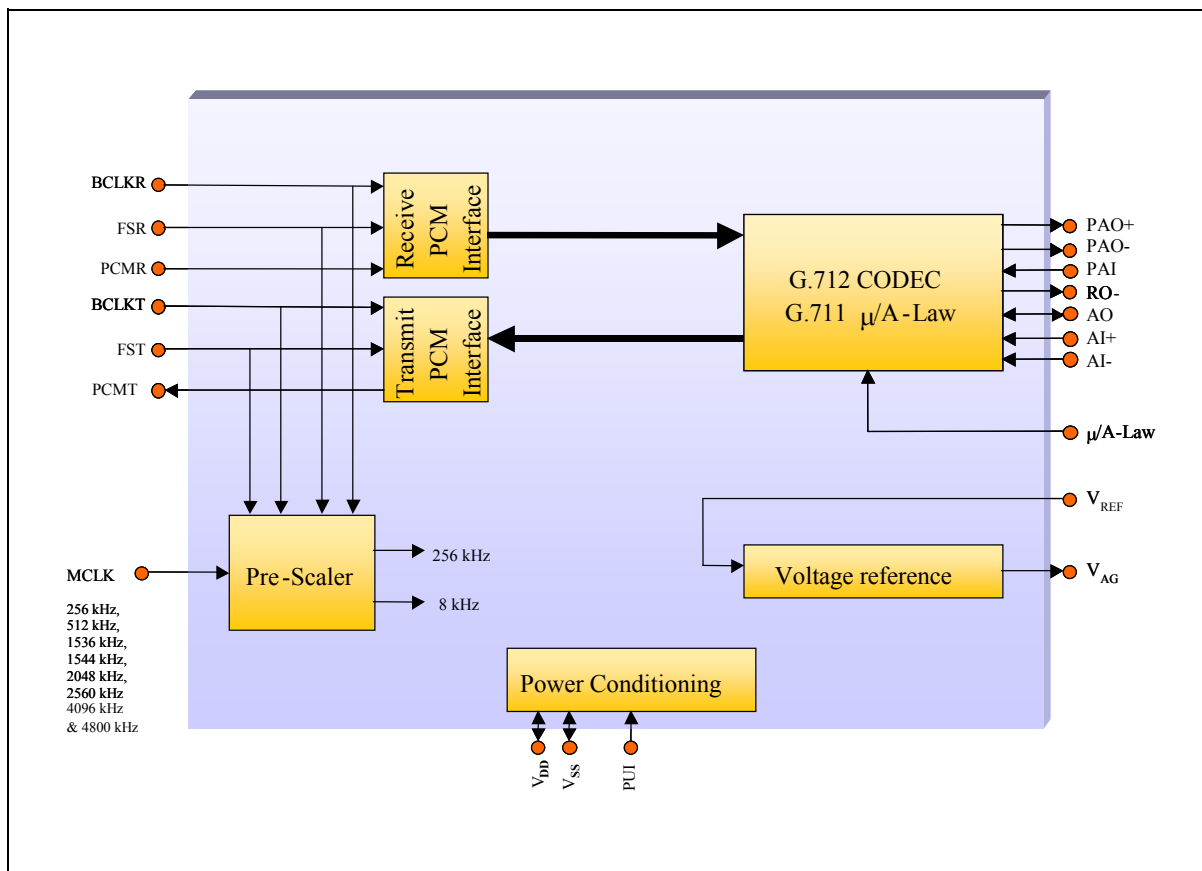 BCLKR
FSR
PCMR
BCLKT
FST
PCMT
Receive
PCM
Interface
Transmit
PCM
Interface
G.712 CODEC
G.711 μ/A-Law
PAO+
PAO-
PAI
RO-
AO
AI+
AI-
μ/A-Law
VREF
VAG
Voltage reference
MCLK
256 kHz,
512 kHz,
1536 kHz,
1544 kHz,
2048 kHz,
2560 kHz
4096 kHz
& 4800 kHz
Pre-Scaler
256 kHz
8 kHz
Power Conditioning
VDD
VSS
PUI